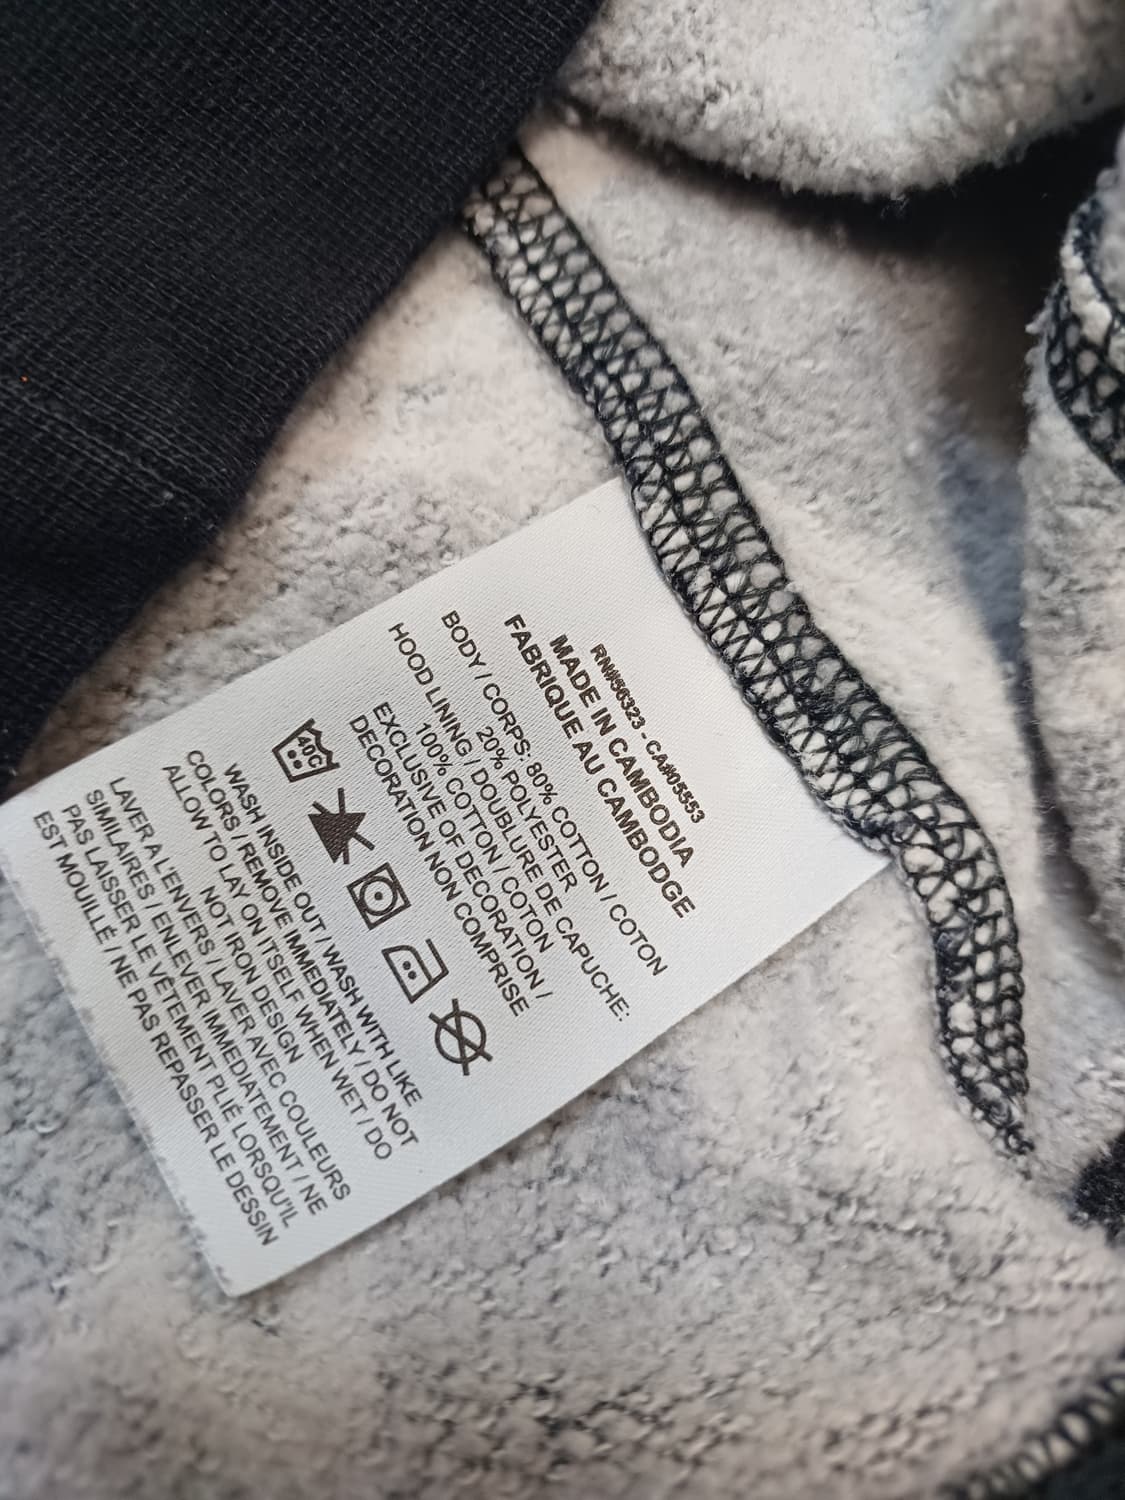 RN#56323 - CA#05553
MADE IN CAMBODIA
FABRIQUE AU CAMBODGE
BODY / CORPS: 80% COTTON / COTON
20% POLYESTER
HOOD LINING / DOUBLURE DE CAPUCHE:
100% COTTON / COTON
EXCLUSIVE OF DECORATION /
DECORATION NON COMPRISE
40C
WASH INSIDE OUT / WASH WITH LIKE
COLORS / REMOVE IMMEDIATELY / DO NOT
ALLOW TO LAY ON ITSELF WHEN WET / DO
NOT IRON DESIGN
LAVER A L'ENVERS / LAVER AVEC COULEURS
SIMILAIRES / ENLEVER IMMEDIATEMENT / NE
PAS LAISSER LE VÊTEMENT PLIÉ LORSQU'IL
EST MOUILLÉ / NE PAS REPASSER LE DESSIN